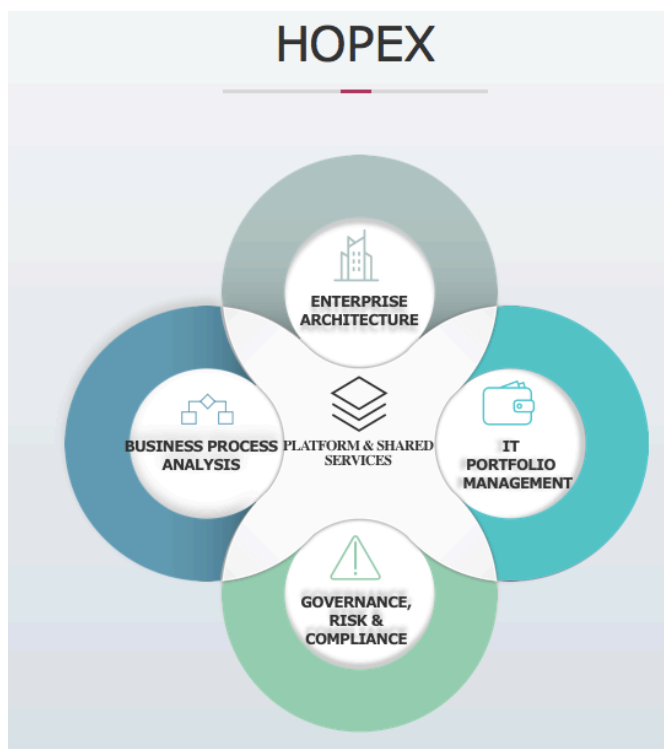 HOPEX
ENTERPRISE
ARCHITECTURE
BUSINESS PROCESS
ANALYSIS
PLATFORM & SHARED
SERVICES
IT
PORTFOLIO
MANAGEMENT
GOVERNANCE,
RISK &
COMPLIANCE